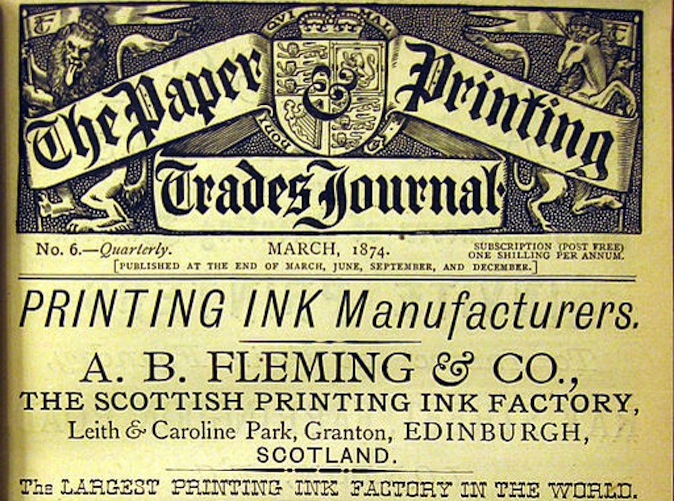 The Paper & Printing
Trades Journal.
No. 6.—Quarterly. MARCH, 1874. SUBSCRIPTION (POST FREE)
ONE SHILLING PER ANNUM.
[PUBLISHED AT THE END OF MARCH, JUNE, SEPTEMBER, AND DECEMBER.]
PRINTING INK Manufacturers.
A. B. FLEMING & CO.,
THE SCOTTISH PRINTING INK FACTORY,
Leith & Caroline Park, Granton, EDINBURGH,
SCOTLAND.
The LARGEST PRINTING INK FACTORY IN THE WORLD.